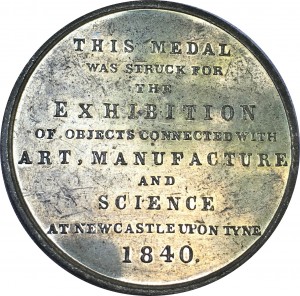 THIS MEDAL
WAS STRUCK FOR
THE
EXHIBITION
OF OBJECTS CONNECTED WITH
ART, MANUFACTURE
AND
SCIENCE
AT NEWCASTLE UPON TYNE
1840.